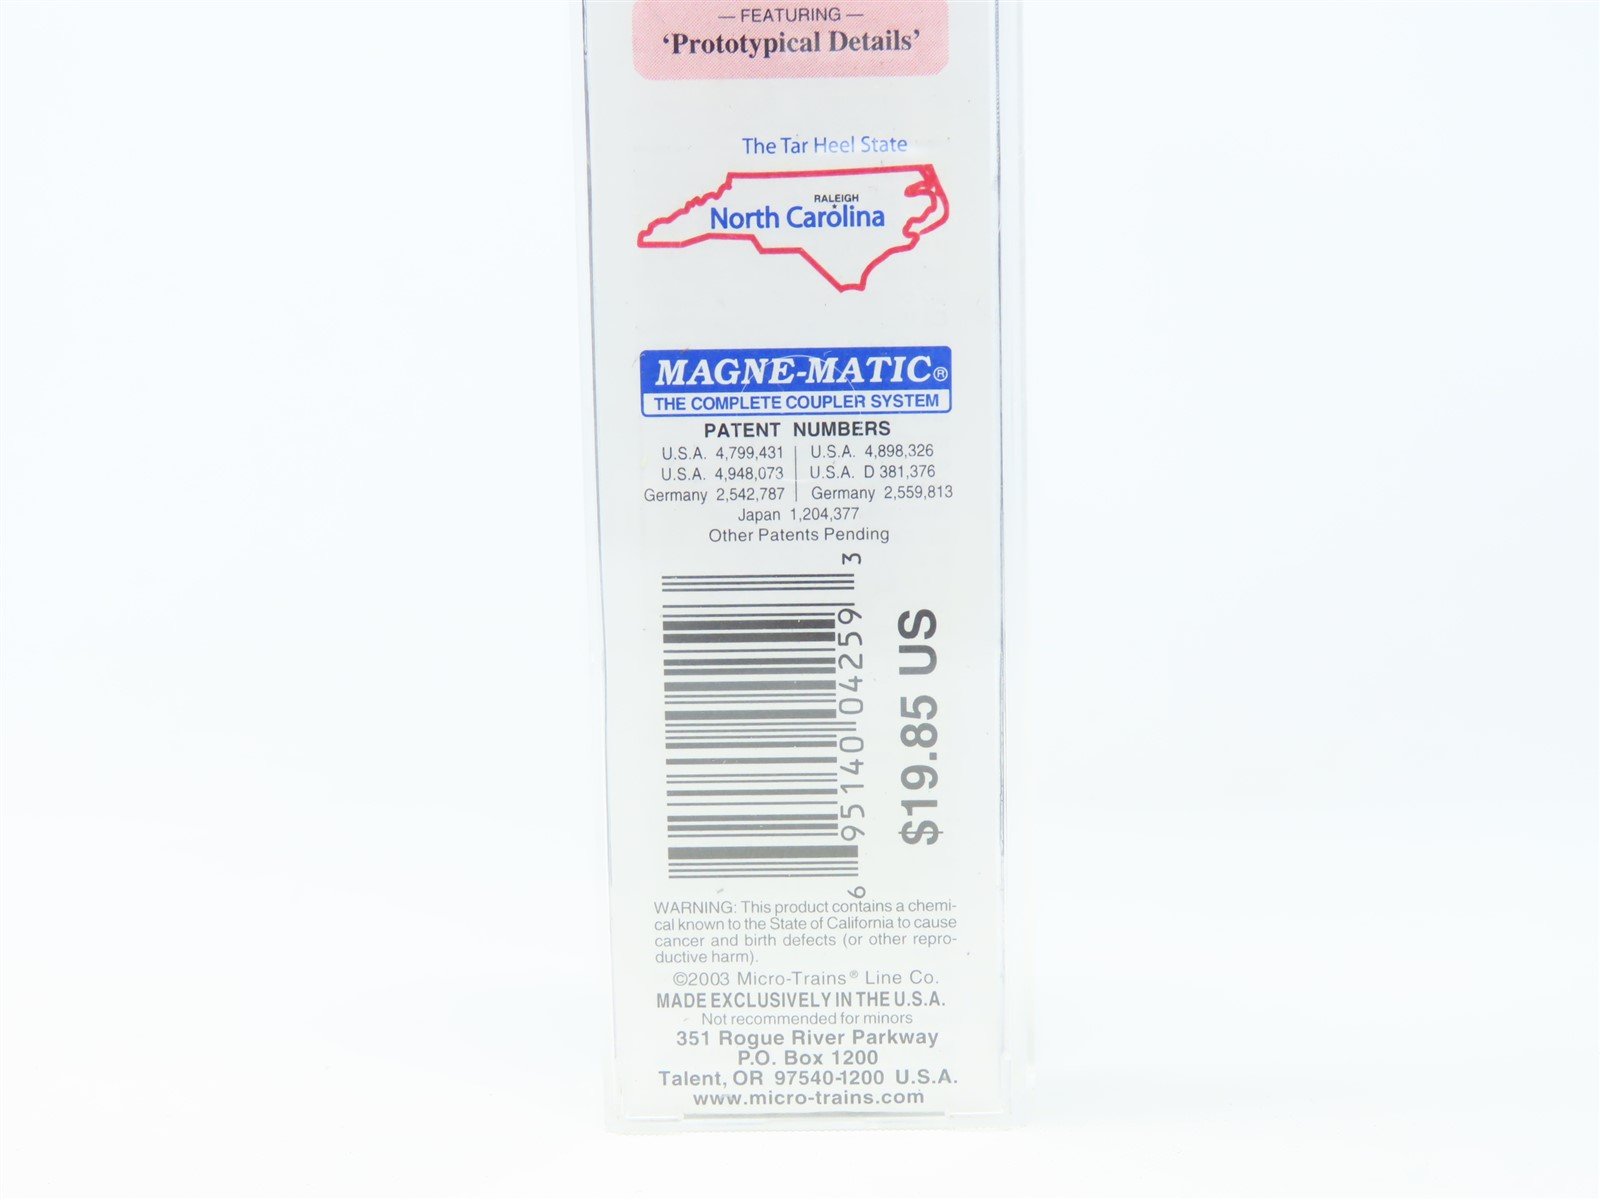 — FEATURING —
‘Prototypical Details’
The Tar Heel State
RALEIGH
North Carolina
MAGNE-MATIC®
THE COMPLETE COUPLER SYSTEM
PATENT NUMBERS
U.S.A. 4,799,431 | U.S.A. 4,898,326
U.S.A. 4,948,073 | U.S.A. D 381,376
Germany 2,542,787 | Germany 2,559,813
Japan 1,204,377
Other Patents Pending
6 95140 04259 3
$19.85 US
WARNING: This product contains a chemi-
cal known to the State of California to cause
cancer and birth defects (or other repro-
ductive harm).
©2003 Micro-Trains® Line Co.
MADE EXCLUSIVELY IN THE U.S.A.
Not recommended for minors
351 Rogue River Parkway
P.O. Box 1200
Talent, OR 97540-1200 U.S.A.
www.micro-trains.com